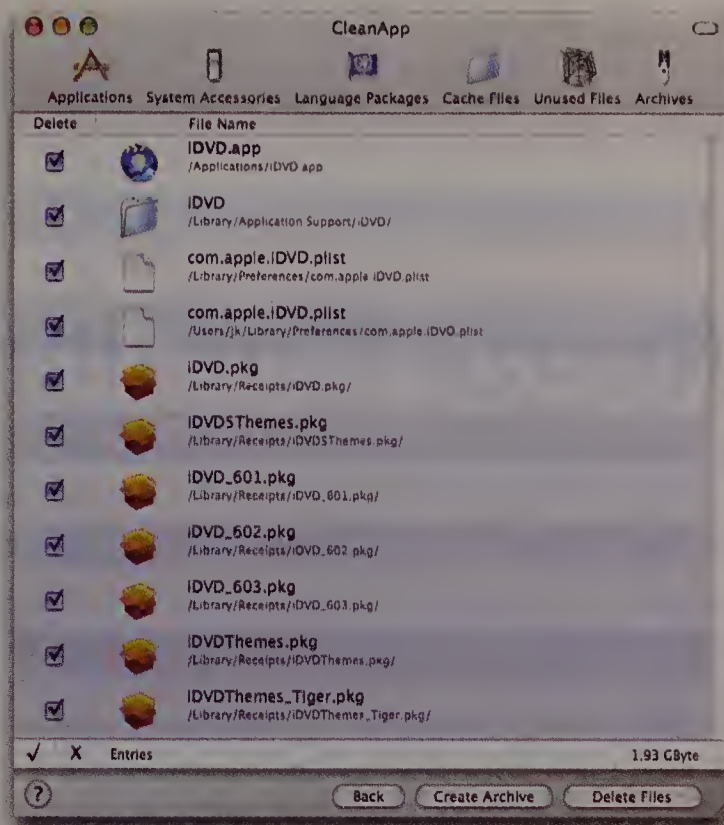 CleanApp
Applications System Accessories Language Packages Cache Files Unused Files Archives
Delete File Name
iDVD.app
/Applications/iDVD.app
iDVD
/Library/Application Support/iDVD/
com.apple.iDVD.plist
/Library/Preferences/com.apple.iDVD.plist
com.apple.iDVD.plist
/Users/jk/Library/Preferences/com.apple.iDVD.plist
iDVD.pkg
/Library/Receipts/iDVD.pkg/
iDVD5Themes.pkg
/Library/Receipts/iDVD5Themes.pkg/
iDVD_601.pkg
/Library/Receipts/iDVD_601.pkg/
iDVD_602.pkg
/Library/Receipts/iDVD_602.pkg/
iDVD_603.pkg
/Library/Receipts/iDVD_603.pkg/
iDVDThemes.pkg
/Library/Receipts/iDVDThemes.pkg/
iDVDThemes_Tiger.pkg
/Library/Receipts/iDVDThemes_Tiger.pkg/
√ X Entries 1.93 GByte
? Back Create Archive Delete Files